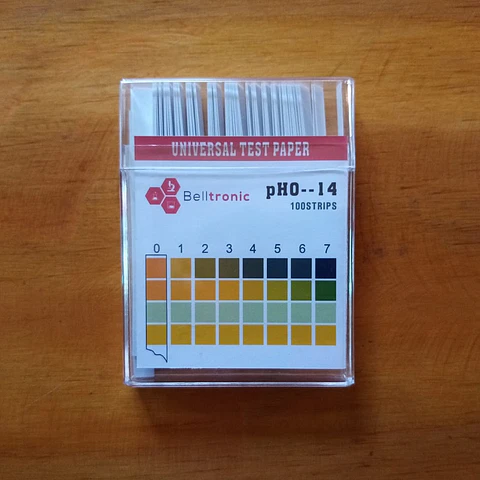 UNIVERSAL TEST PAPER
Belltronic
pH0--14
100STRIPS
0 1 2 3 4 5 6 7